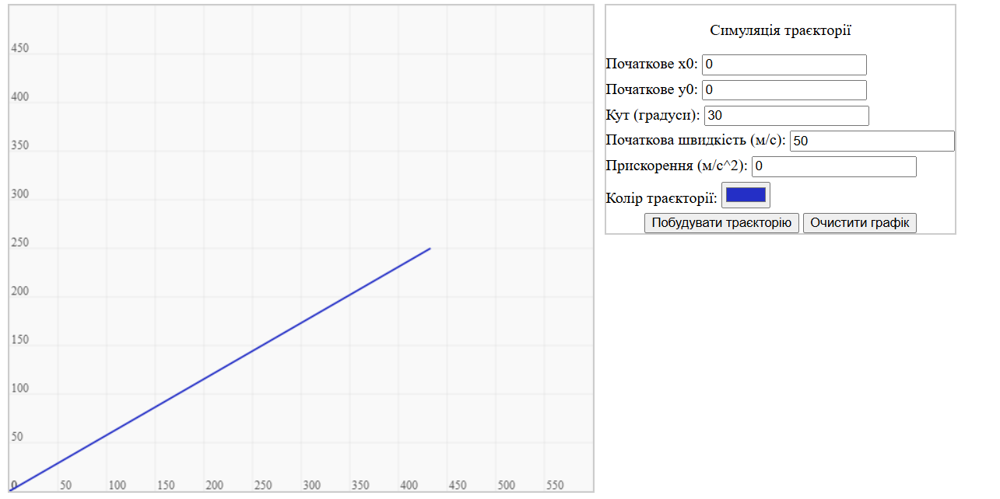 450
400
350
300
250
200
150
100
50
0 50 100 150 200 250 300 350 400 450 500 550
Симуляція траєкторії
Початкове x0: 0
Початкове y0: 0
Кут (градуси): 30
Початкова швидкість (м/с): 50
Прискорення (м/с^2): 0
Колір траєкторії:
Побудувати траєкторію Очистити графік